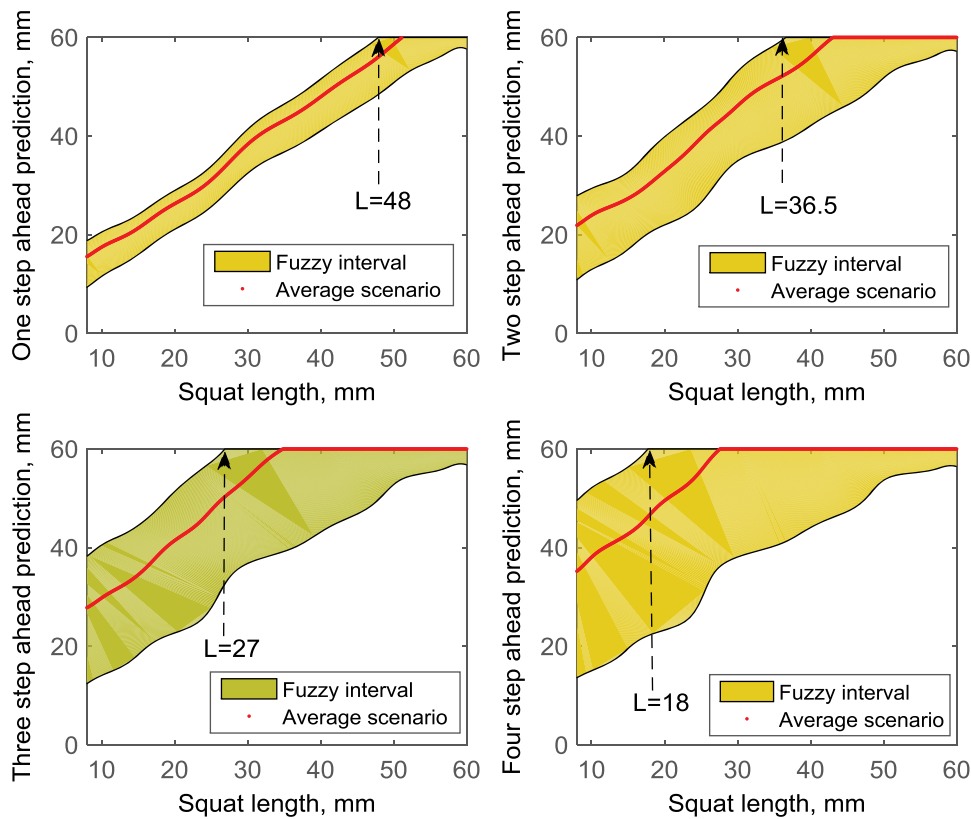 One step ahead prediction, mm
60
40
20
0
L=48
Fuzzy interval
Average scenario
10 20 30 40 50 60
Squat length, mm
Two step ahead prediction, mm
60
40
20
0
L=36.5
Fuzzy interval
Average scenario
10 20 30 40 50 60
Squat length, mm
Three step ahead prediction, mm
60
40
20
0
L=27
Fuzzy interval
Average scenario
10 20 30 40 50 60
Squat length, mm
Four step ahead prediction, mm
60
40
20
0
L=18
Fuzzy interval
Average scenario
10 20 30 40 50 60
Squat length, mm